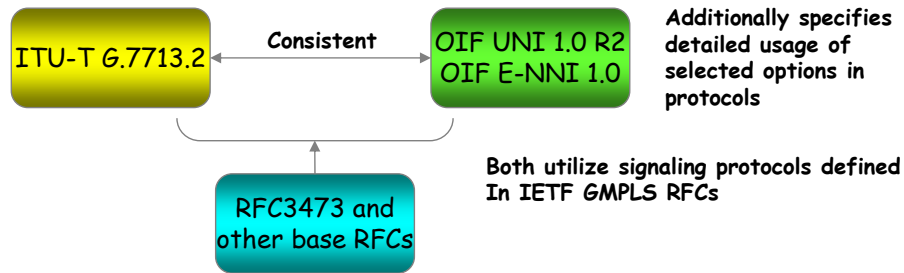 ITU-T G.7713.2
Consistent
OIF UNI 1.0 R2
OIF E-NNI 1.0
Additionally specifies
detailed usage of
selected options in
protocols
Both utilize signaling protocols defined
In IETF GMPLS RFCs
RFC3473 and
other base RFCs